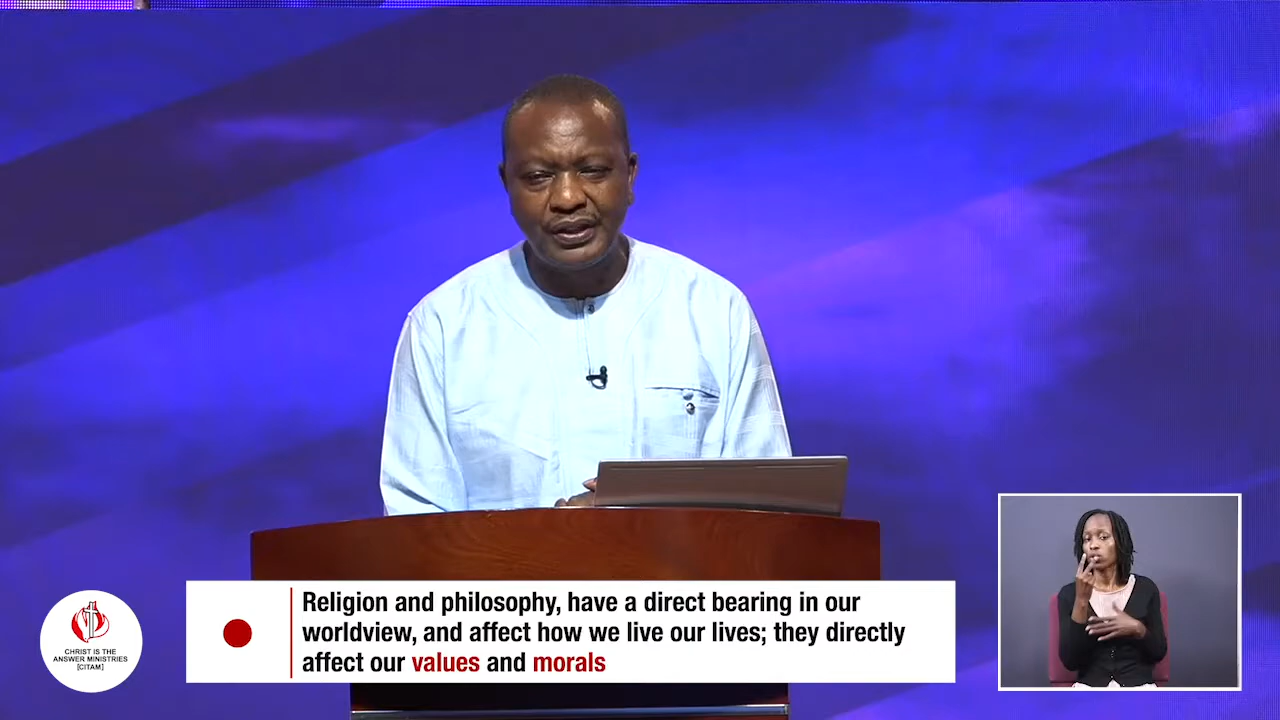 Religion and philosophy, have a direct bearing in our
worldview, and affect how we live our lives; they directly
affect our values and morals
CHRIST IS THE
ANSWER MINISTRIES
[CITAM]